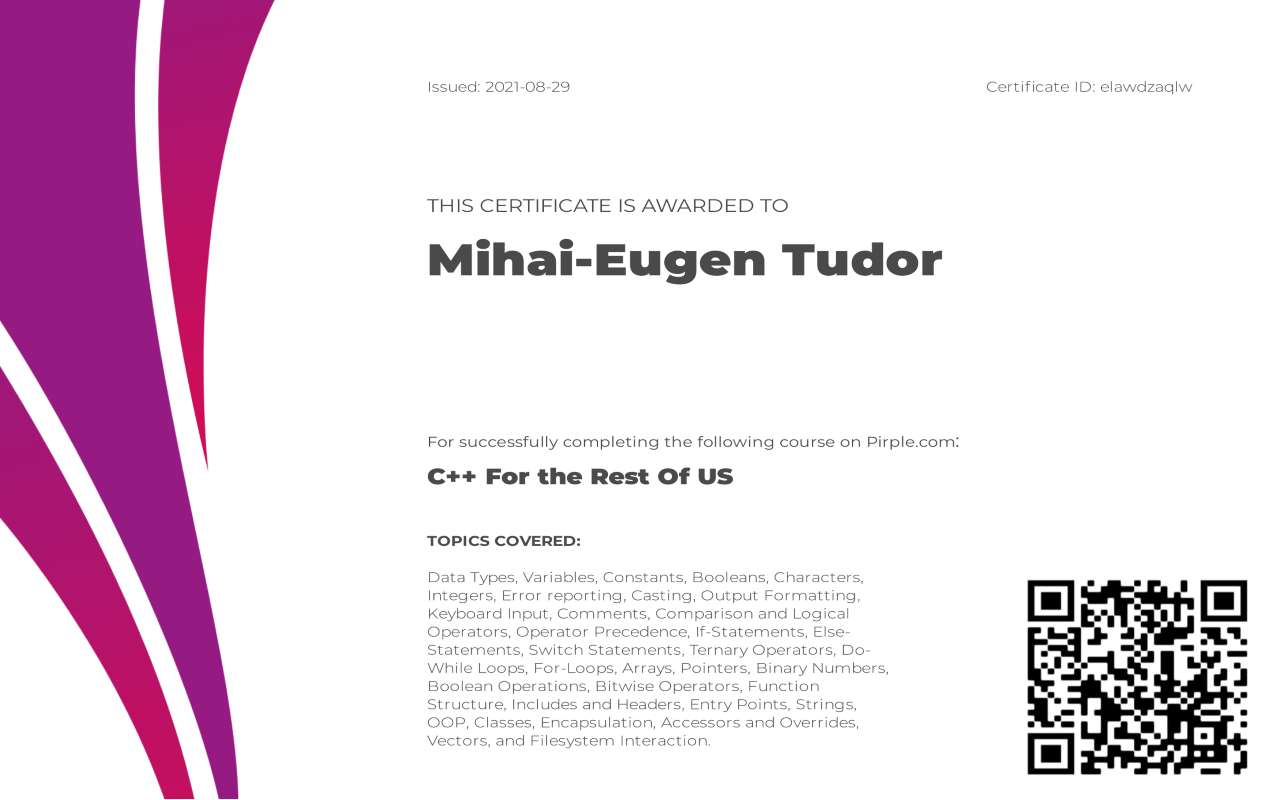 Issued: 2021-08-29
Certificate ID: elawdzaqlw
THIS CERTIFICATE IS AWARDED TO
Mihai-Eugen Tudor
For successfully completing the following course on Pirple.com:
C++ For the Rest Of US
TOPICS COVERED:
Data Types, Variables, Constants, Booleans, Characters,
Integers, Error reporting, Casting, Output Formatting,
Keyboard Input, Comments, Comparison and Logical
Operators, Operator Precedence, If-Statements, Else-
Statements, Switch Statements, Ternary Operators, Do-
While Loops, For-Loops, Arrays, Pointers, Binary Numbers,
Boolean Operations, Bitwise Operators, Function
Structure, Includes and Headers, Entry Points, Strings,
OOP, Classes, Encapsulation, Accessors and Overrides,
Vectors, and Filesystem Interaction.